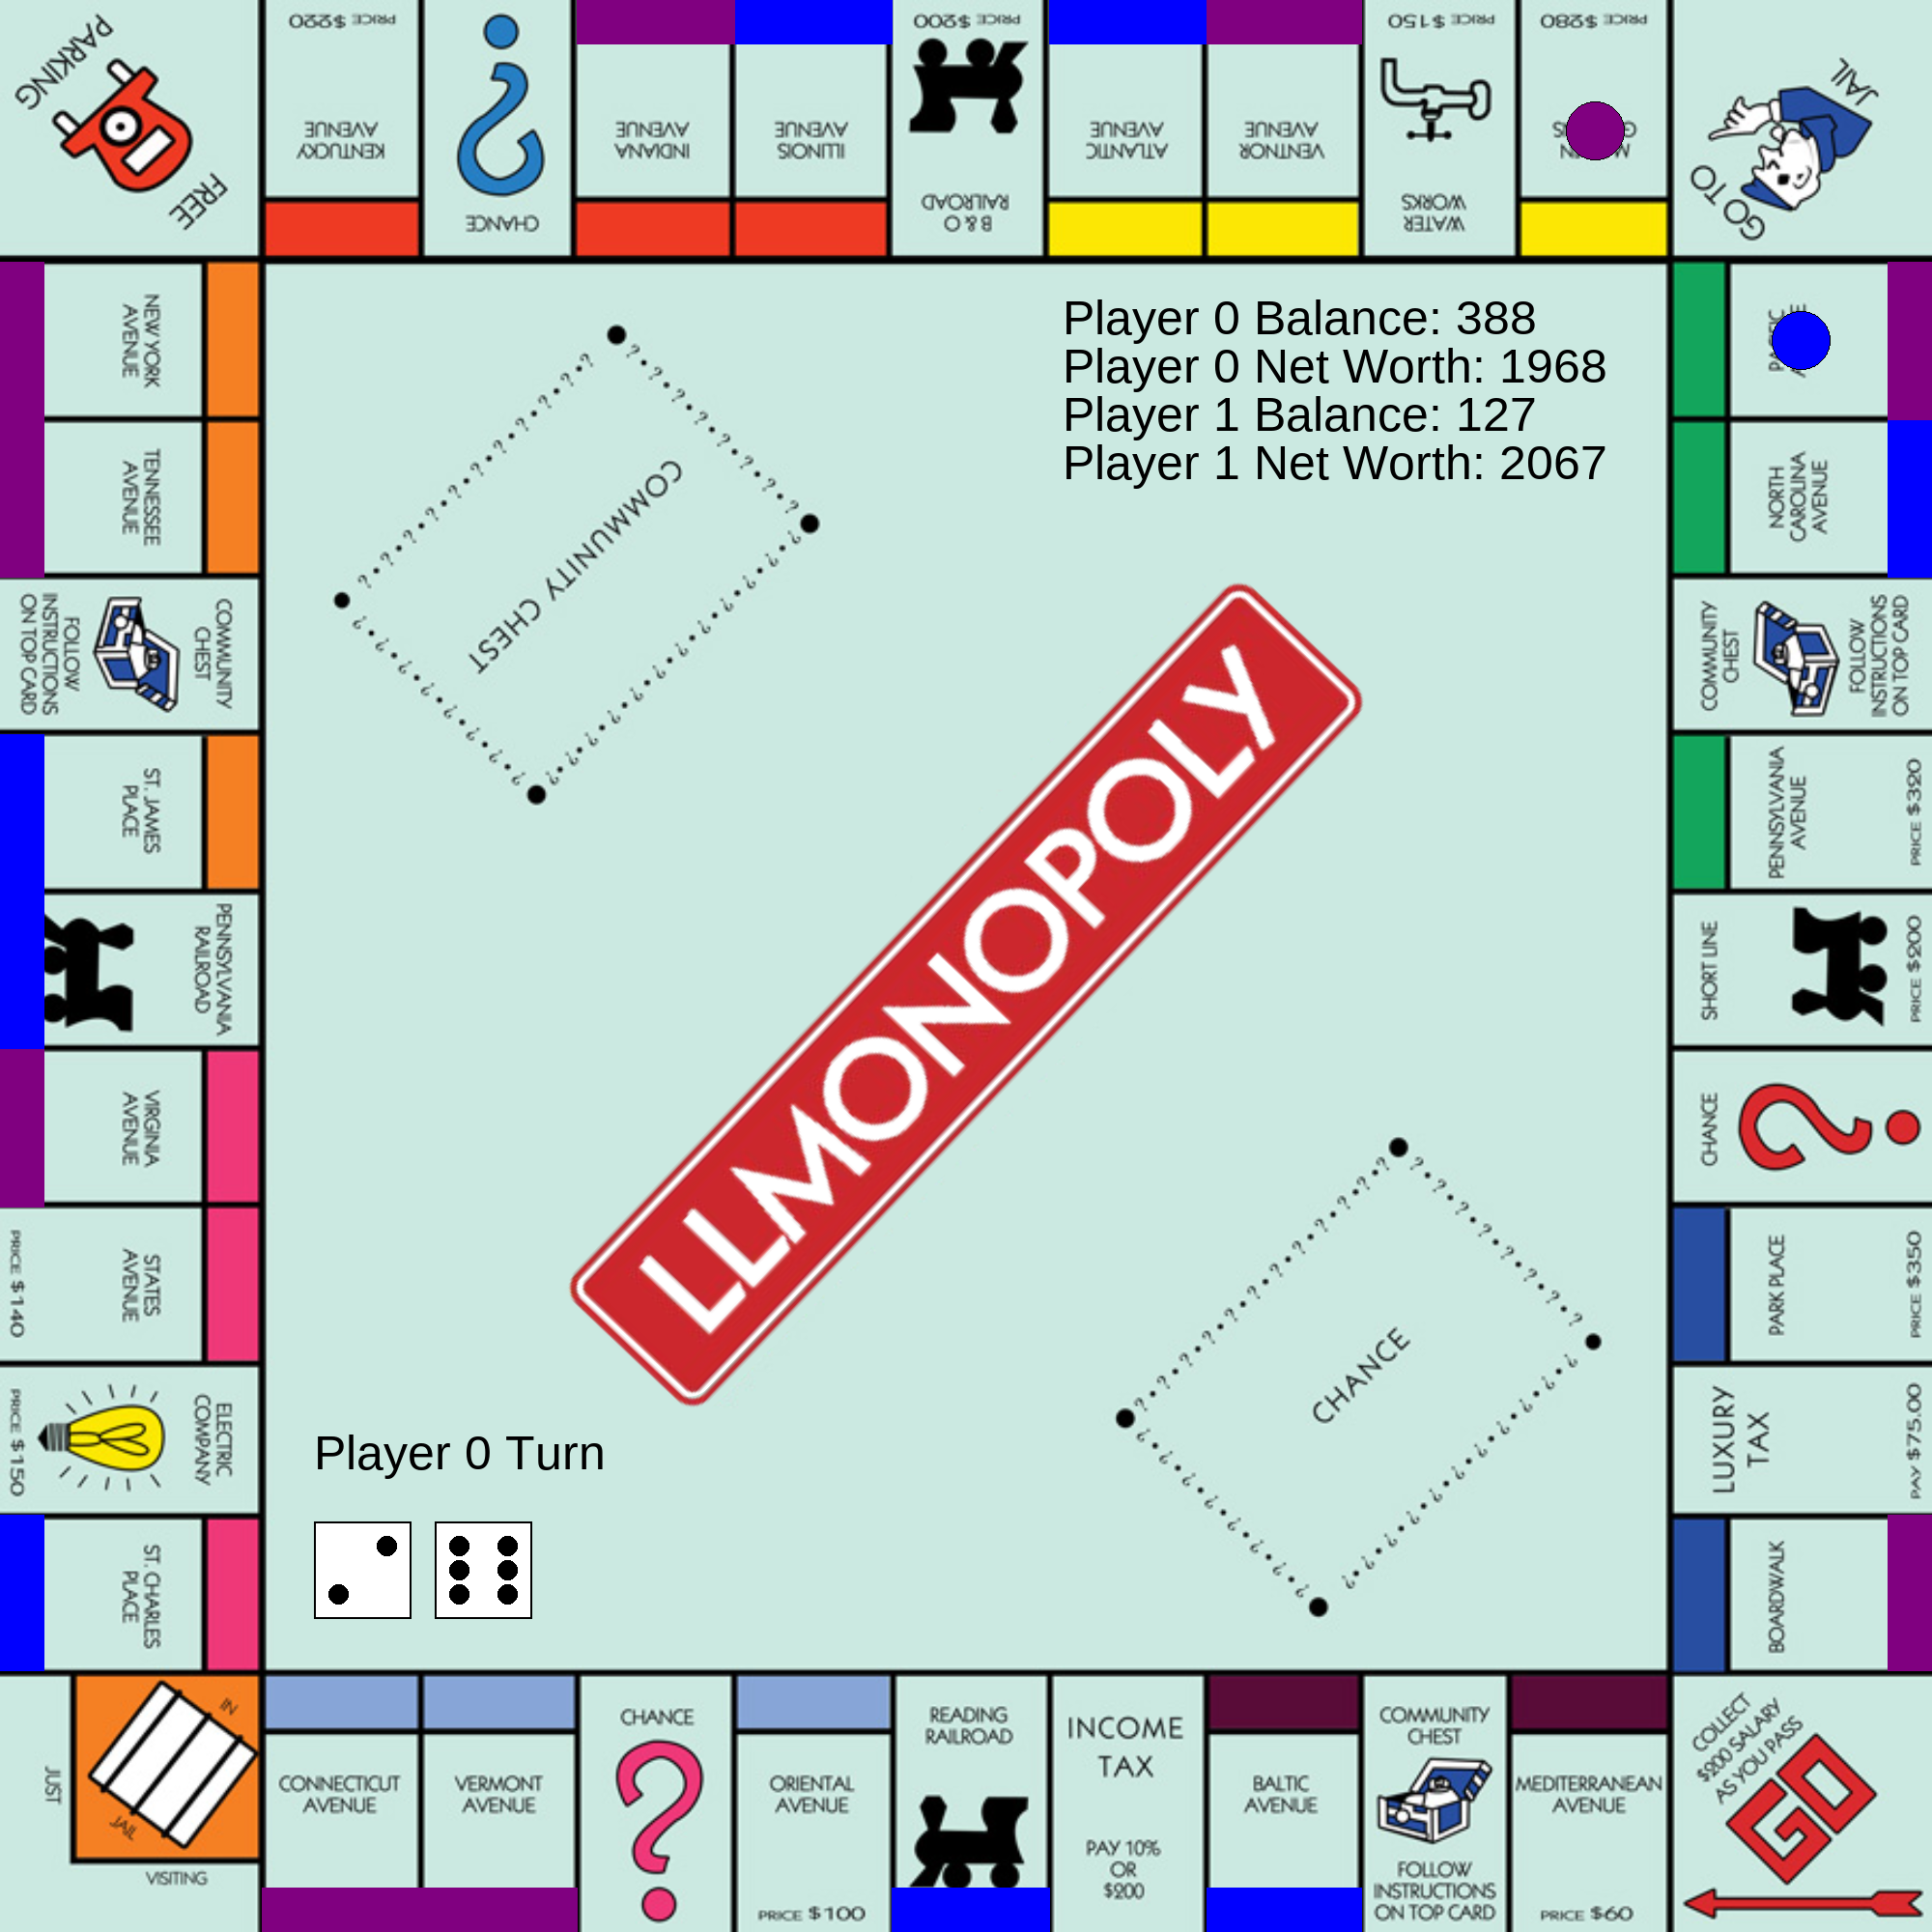 PARKING
FREE
PRICE $220
KENTUCKY
AVENUE
CHANCE
INDIANA
AVENUE
ILLINOIS
AVENUE
PRICE $200
B & O
RAILROAD
ATLANTIC
AVENUE
VENTNOR
AVENUE
PRICE $150
WATER
WORKS
PRICE $280
GO TO
JAIL
NEW YORK
AVENUE
TENNESSEE
AVENUE
COMMUNITY
CHEST
FOLLOW
INSTRUCTIONS
ON TOP CARD
ST. JAMES
PLACE
PENNSYLVANIA
RAILROAD
VIRGINIA
AVENUE
STATES
AVENUE
PRICE $140
ELECTRIC
COMPANY
PRICE $150
ST. CHARLES
PLACE
Player 0 Balance: 388
Player 0 Net Worth: 1968
Player 1 Balance: 127
Player 1 Net Worth: 2067
COMMUNITY CHEST
LLMONOPOLY
CHANCE
Player 0 Turn
NORTH
CAROLINA
AVENUE
COMMUNITY
CHEST
FOLLOW
INSTRUCTIONS
ON TOP CARD
PENNSYLVANIA
AVENUE
PRICE $320
SHORT LINE
PRICE $200
CHANCE
PARK PLACE
PRICE $350
LUXURY
TAX
PAY $75.00
BOARDWALK
JUST
VISITING
IN
JAIL
CONNECTICUT
AVENUE
VERMONT
AVENUE
CHANCE
ORIENTAL
AVENUE
PRICE $100
READING
RAILROAD
INCOME
TAX
PAY 10%
OR
$200
BALTIC
AVENUE
COMMUNITY
CHEST
FOLLOW
INSTRUCTIONS
ON TOP CARD
MEDITERRANEAN
AVENUE
PRICE $60
COLLECT
$200 SALARY
AS YOU PASS
GO